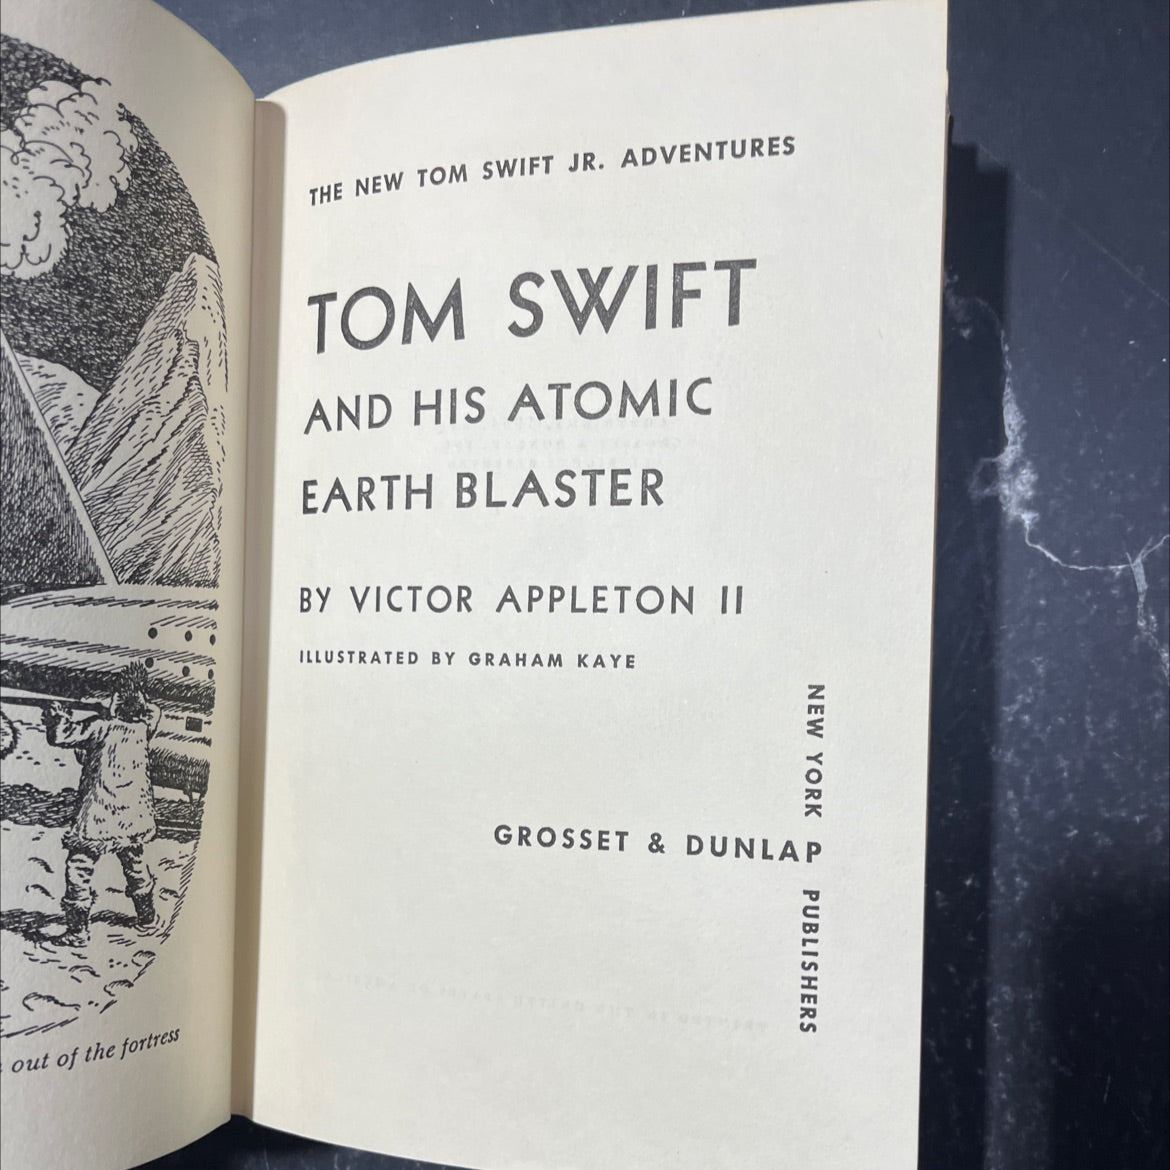 out of the fortress
THE NEW TOM SWIFT JR. ADVENTURES
TOM SWIFT
AND HIS ATOMIC
EARTH BLASTER
BY VICTOR APPLETON II
ILLUSTRATED BY GRAHAM KAYE
NEW YORK
GROSSET & DUNLAP
PUBLISHERS